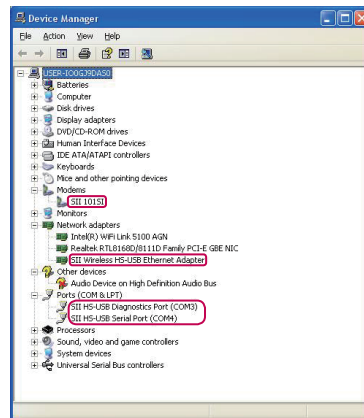 Device Manager
File Action View Help
USER-IO0GJ9DAS0
Batteries
Computer
Disk drives
Display adapters
DVD/CD-ROM drives
Human Interface Devices
IDE ATA/ATAPI controllers
Keyboards
Mice and other pointing devices
Modems
SII 101SI
Monitors
Network adapters
Intel(R) WiFi Link 5100 AGN
Realtek RTL8168D/8111D Family PCI-E GBE NIC
SII Wireless HS-USB Ethernet Adapter
Other devices
Audio Device on High Definition Audio Bus
Ports (COM & LPT)
SII HS-USB Diagnostics Port (COM3)
SII HS-USB Serial Port (COM4)
Processors
Sound, video and game controllers
System devices
Universal Serial Bus controllers